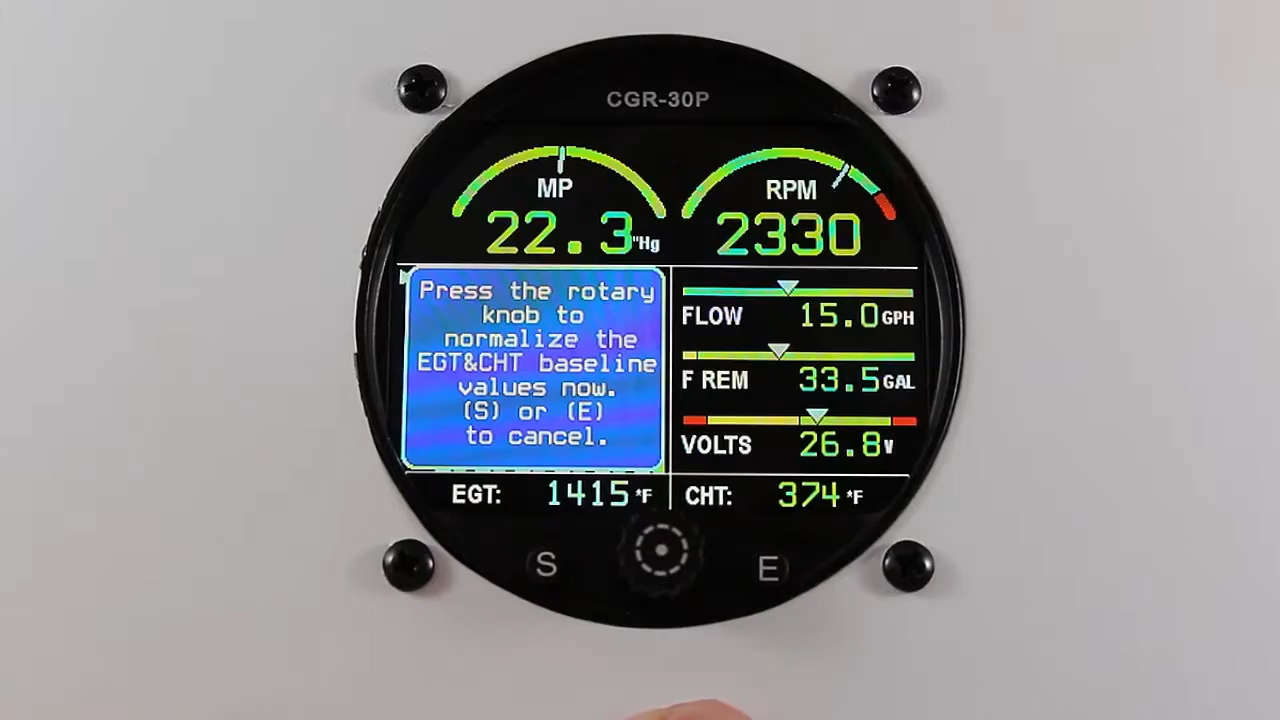 CGR-30P
MP
22.3"Hg
RPM
2330
Press the rotary
knob to
normalize the
EGT&CHT baseline
values now.
(S) or (E)
to cancel.
FLOW 15.0GPH
F REM 33.5GAL
VOLTS 26.8V
EGT: 1415°F
CHT: 374°F
S
E